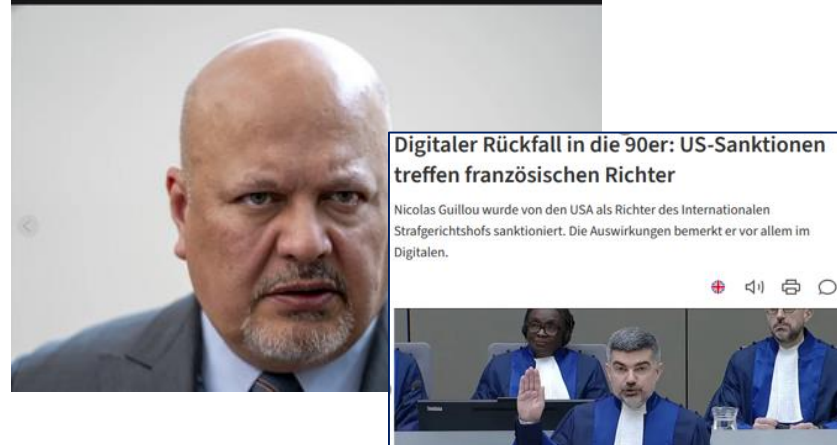 Digitaler Rückfall in die 90er: US-Sanktionen
treffen französischen Richter
Nicolas Guillou wurde von den USA als Richter des Internationalen
Strafgerichtshofs sanktioniert. Die Auswirkungen bemerkt er vor allem im
Digitalen.